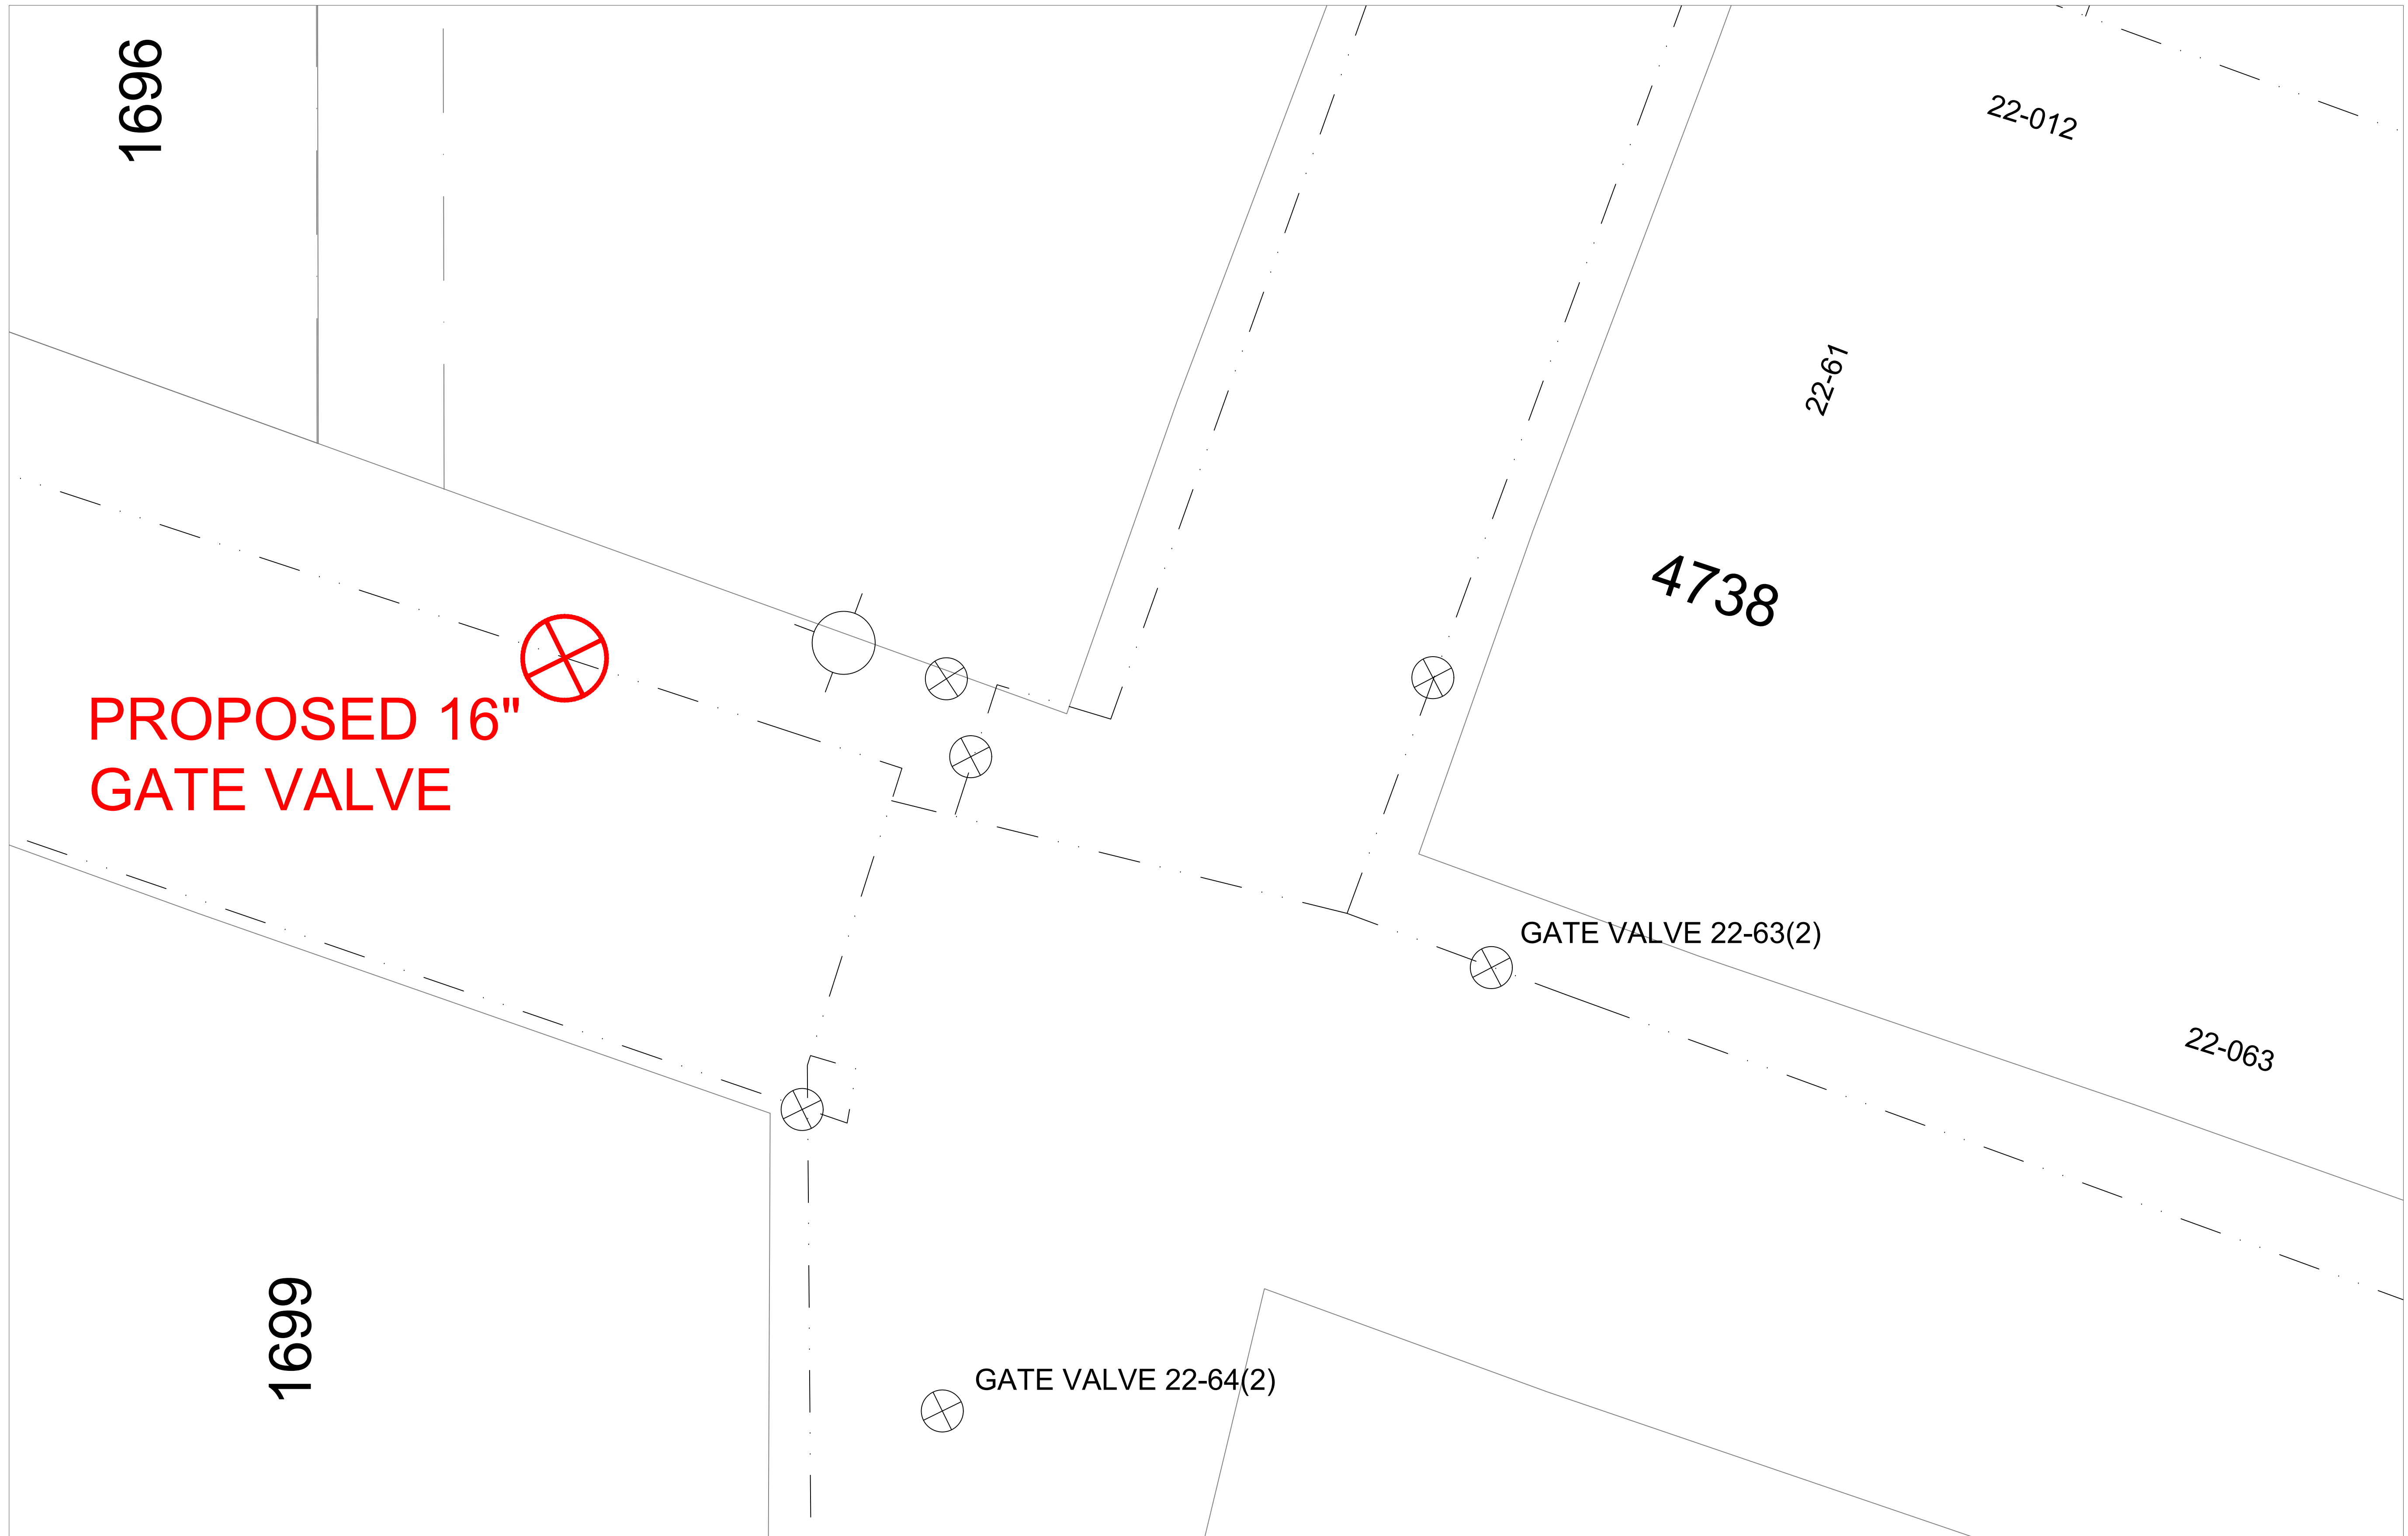 1696
22-012
22-61
4738
PROPOSED 16"
GATE VALVE
GATE VALVE 22-63(2)
22-063
1699
GATE VALVE 22-64(2)